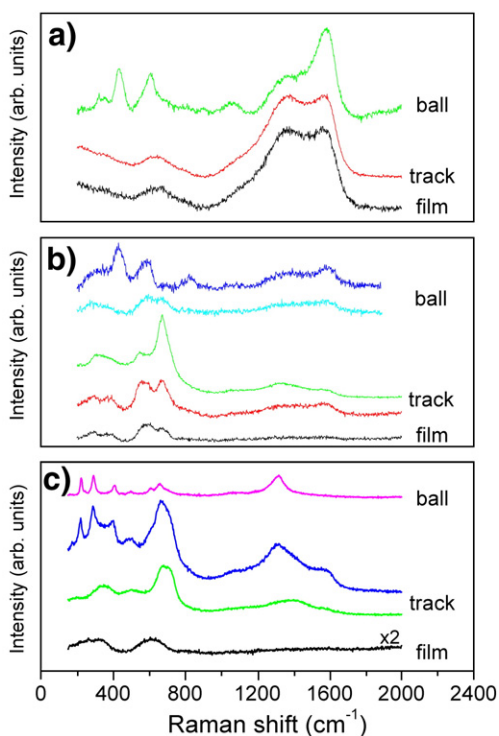 a)
Intensity (arb. units)
ball
track
film
b)
Intensity (arb. units)
ball
track
film
c)
Intensity (arb. units)
ball
track
x2
film
0 400 800 1200 1600 2000 2400
Raman shift (cm⁻¹)